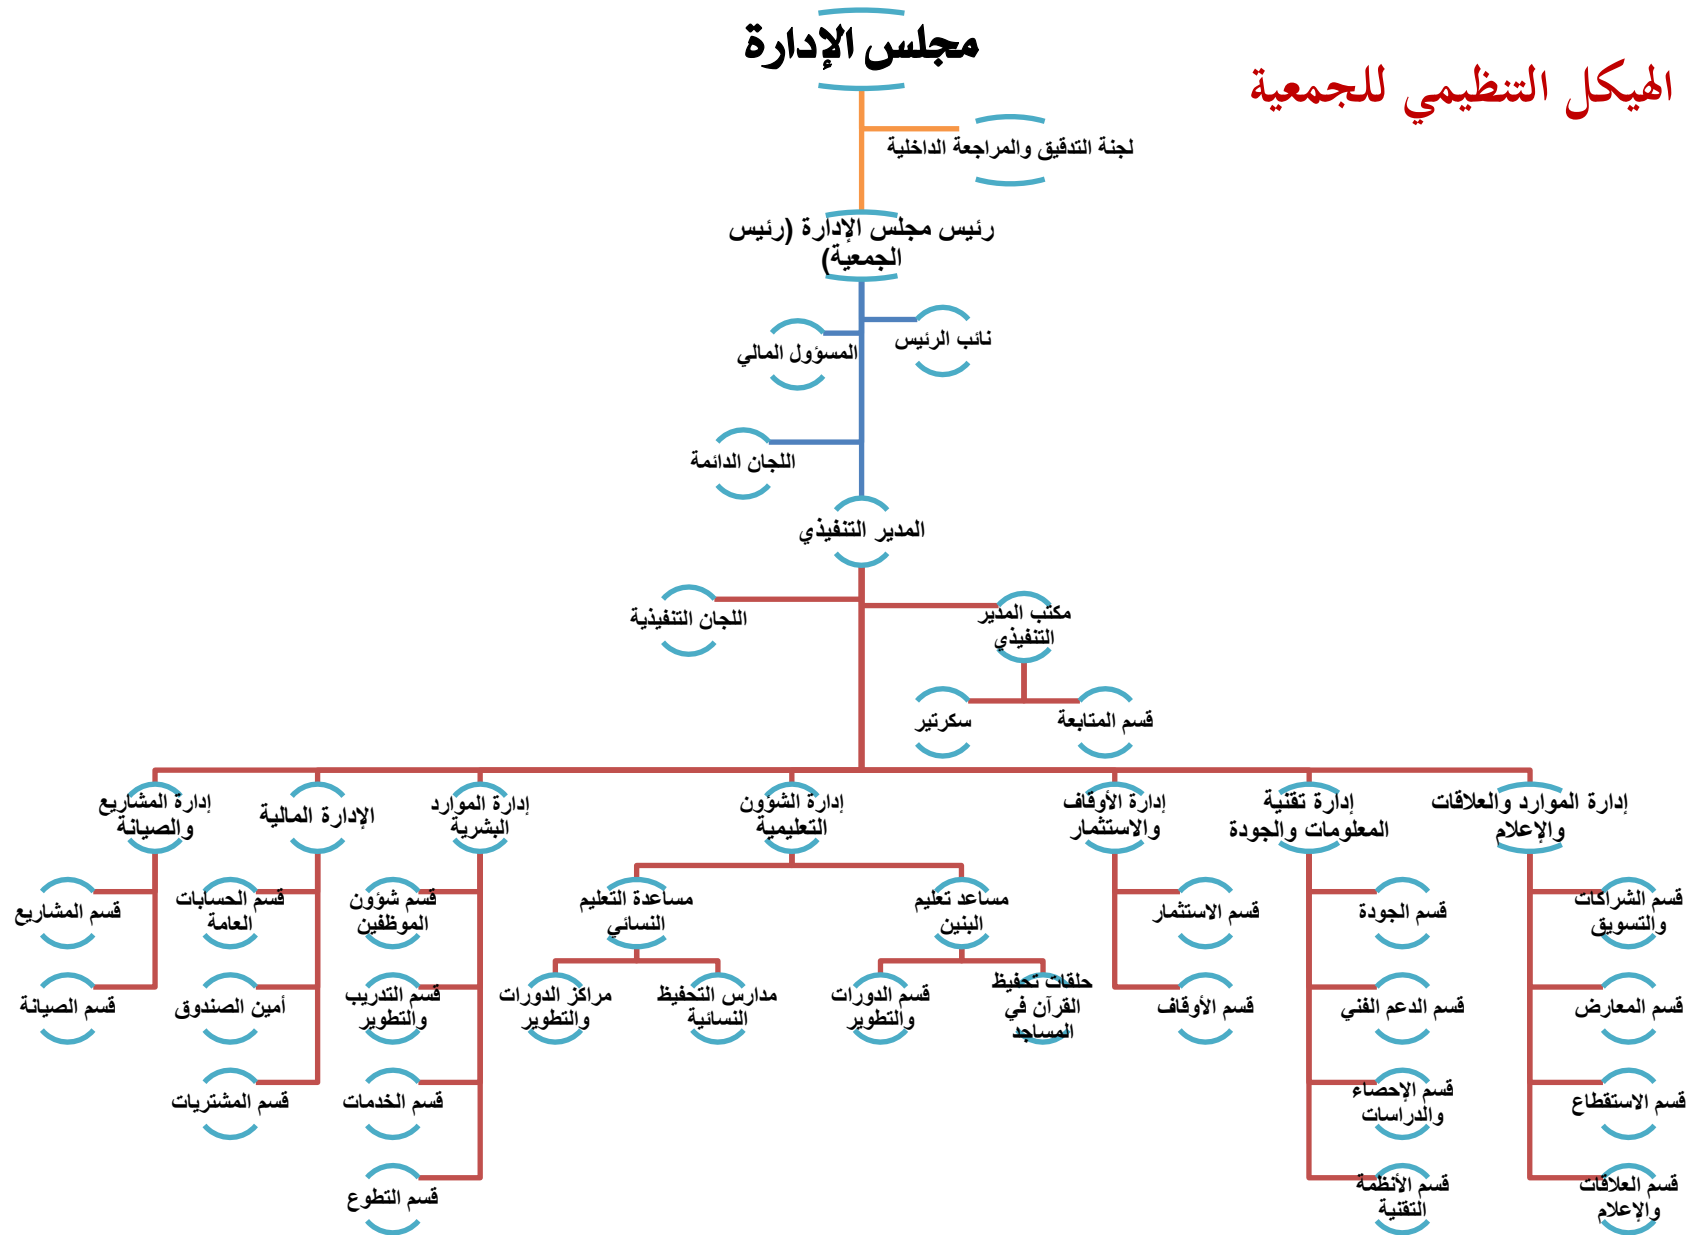 الهيكل التنظيمي للجمعية
مجلس الإدارة
لجنة التدقيق والمراجعة الداخلية
رئيس مجلس الإدارة (رئيس
الجمعية)
نائب الرئيس
المسؤول المالي
اللجان الدائمة
المدير التنفيذي
مكتب المدير
التنفيذي
اللجان التنفيذية
قسم المتابعة
سكرتير
إدارة الموارد والعلاقات
والإعلام
قسم الشراكات
والتسويق
قسم المعارض
قسم الاستقطاع
قسم العلاقات
والإعلام
إدارة تقنية
المعلومات والجودة
قسم الجودة
قسم الدعم الفني
قسم الإحصاء
والدراسات
قسم الأنظمة
التقنية
إدارة الأوقاف
والاستثمار
قسم الاستثمار
قسم الأوقاف
إدارة الشؤون
التعليمية
مساعد تعليم
البنين
حلقات تحفيظ
القرآن في
المساجد
قسم الدورات
والتطوير
مساعدة التعليم
النسائي
مدارس التحفيظ
النسائية
مراكز الدورات
والتطوير
إدارة الموارد
البشرية
قسم شؤون
الموظفين
قسم التدريب
والتطوير
قسم الخدمات
قسم التطوع
الإدارة المالية
قسم الحسابات
العامة
أمين الصندوق
قسم المشتريات
إدارة المشاريع
والصيانة
قسم المشاريع
قسم الصيانة